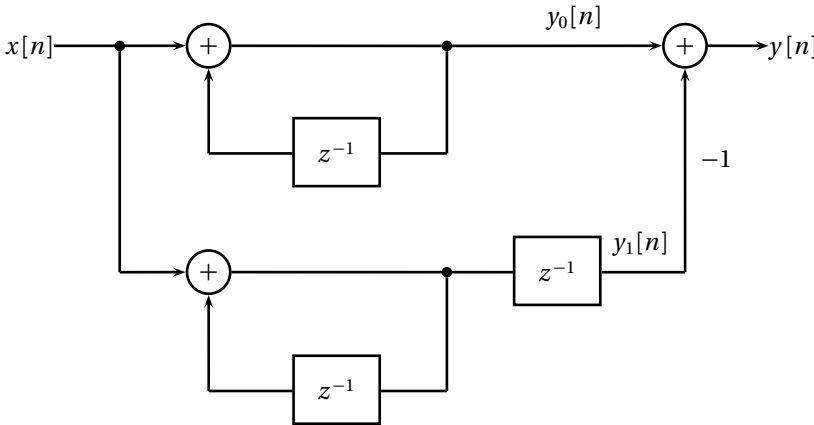 y₀[n]
x[n] + + y[n]
z⁻¹
−1
y₁[n]
+ z⁻¹
z⁻¹